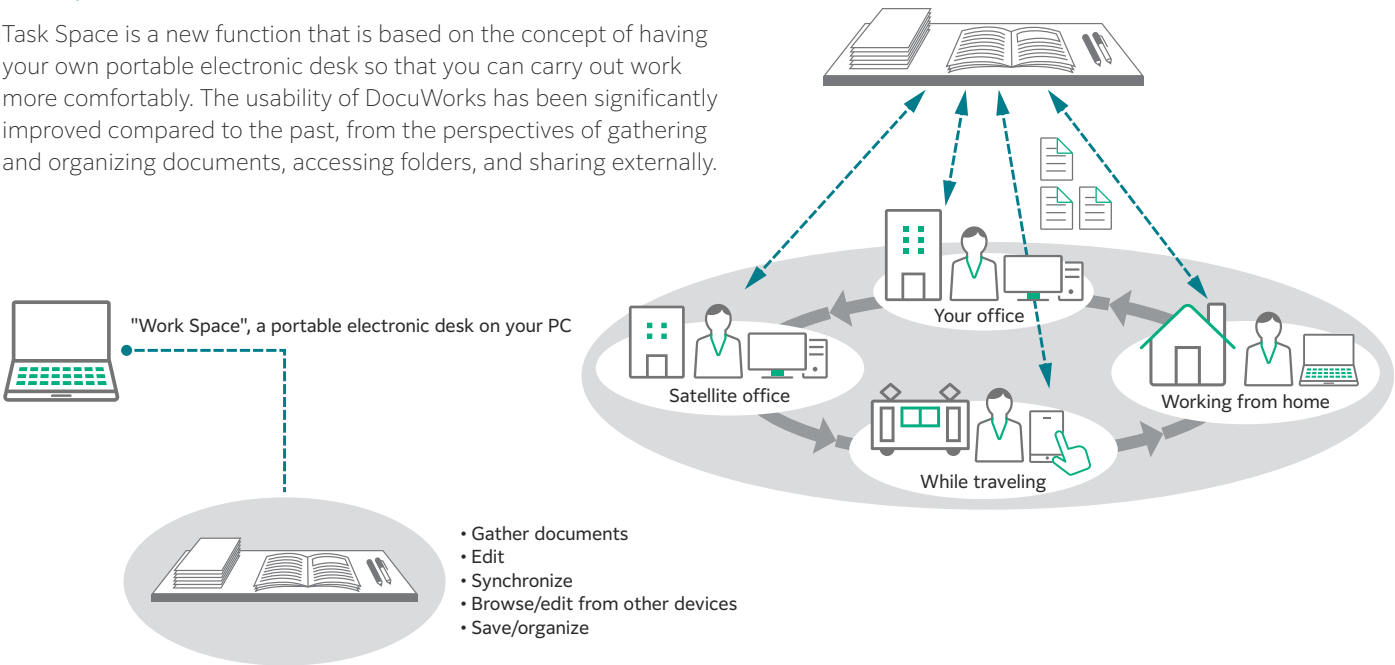 Task Space is a new function that is based on the concept of having
your own portable electronic desk so that you can carry out work
more comfortably. The usability of DocuWorks has been significantly
improved compared to the past, from the perspectives of gathering
and organizing documents, accessing folders, and sharing externally.
Your office
"Work Space", a portable electronic desk on your PC
Satellite office
Working from home
While traveling
• Gather documents
• Edit
• Synchronize
• Browse/edit from other devices
• Save/organize